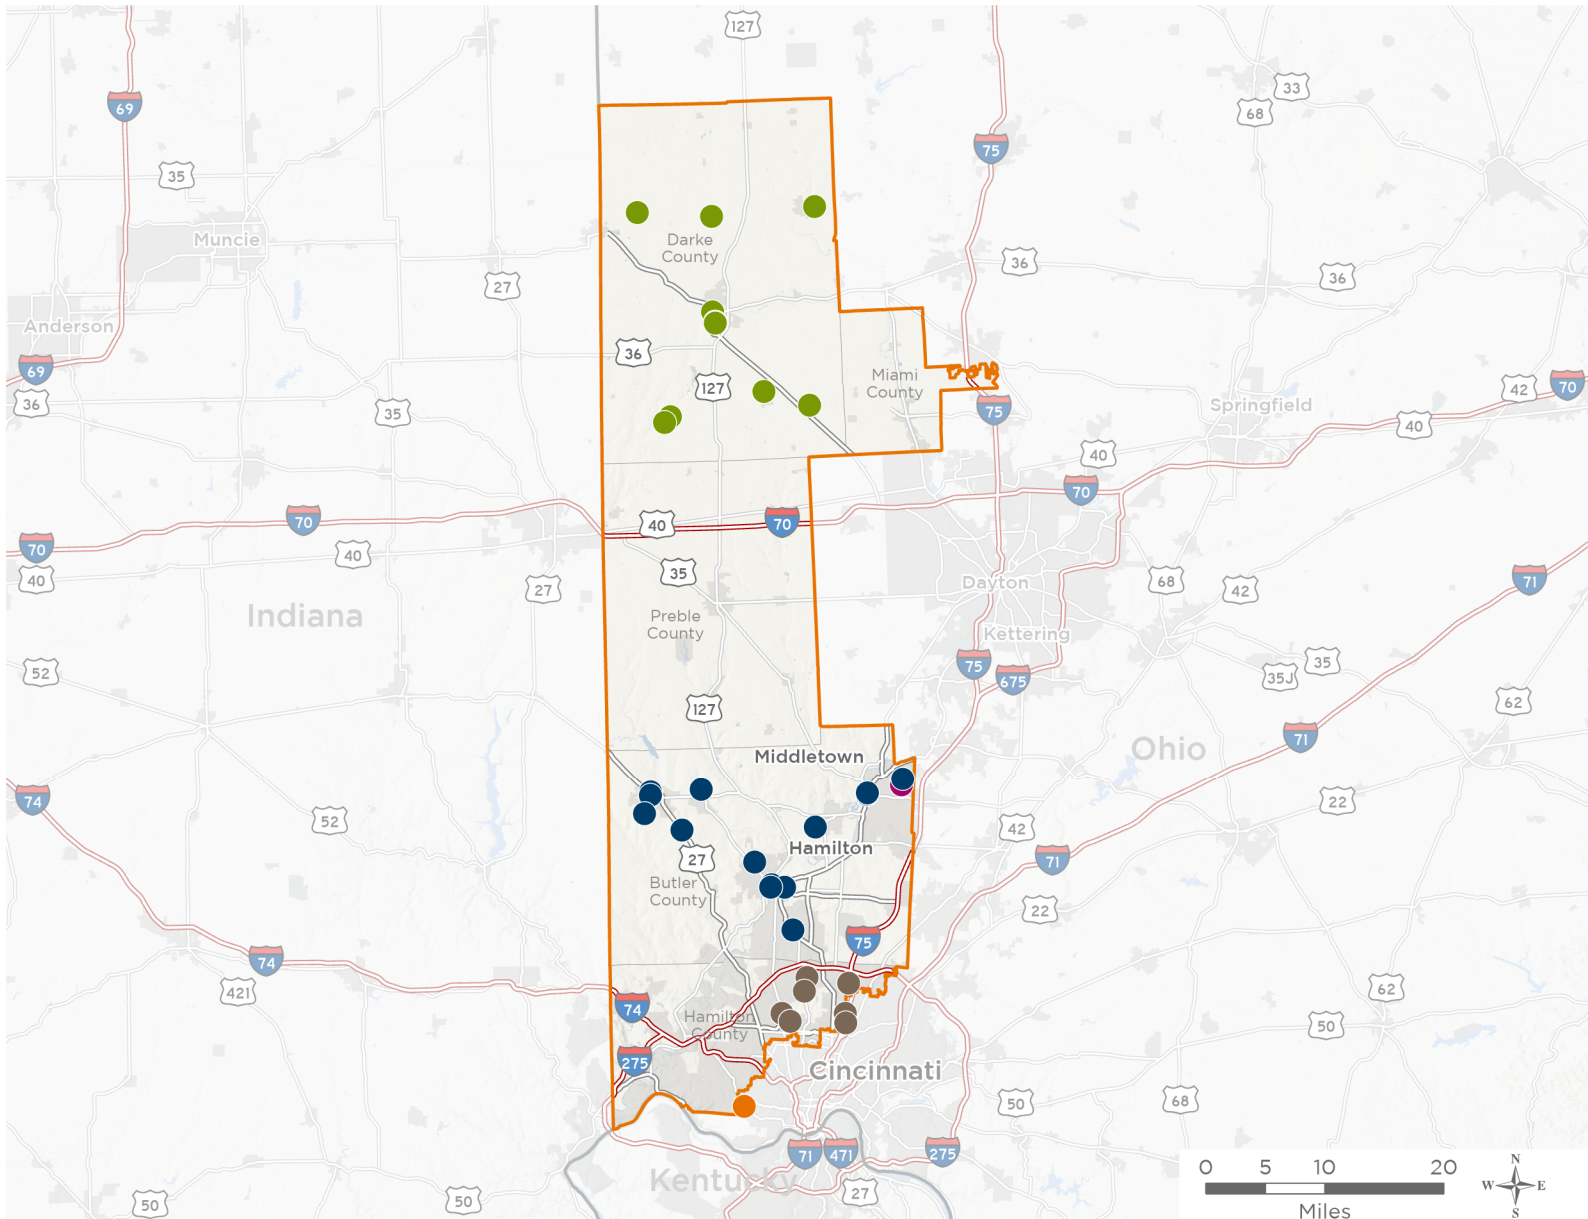 127
33
68
69
75
35
Muncie
Darke
County
36
36
27
Anderson
36
69
127
Miami
County
42
70
36
35
75
Springfield
40
40
70
70
70
40
70
40
40
35
27
Dayton
68
42
71
Indiana
Preble
County
Kettering
52
75
675
35J
35
62
127
Middletown
Ohio
71
74
52
22
42
Hamilton
27
71
Butler
County
22
75
74
421
62
74
Hamilton
County
50
275
Cincinnati
50
68
71
471
275
Kentucky
27
50
50
0 5 10 20
Miles
N
W E
S